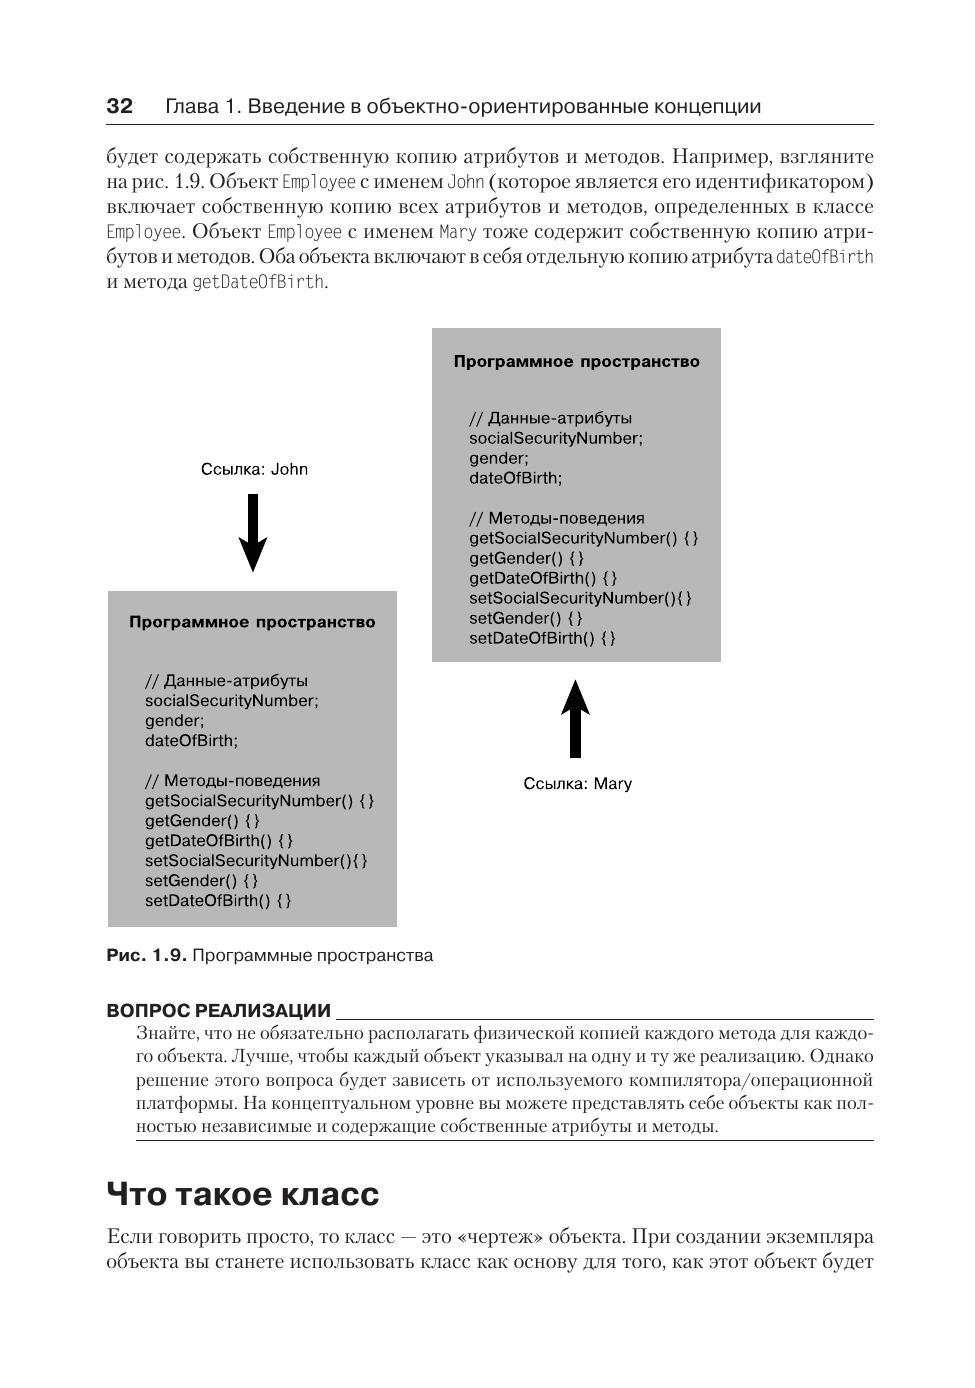 32 Глава 1. Введение в объектно-ориентированные концепции
будет содержать собственную копию атрибутов и методов. Например, взгляните
на рис. 1.9. Объект Employee с именем John (которое является его идентификатором)
включает собственную копию всех атрибутов и методов, определенных в классе
Employee. Объект Employee с именем Mary тоже содержит собственную копию атри-
бутов и методов. Оба объекта включают в себя отдельную копию атрибута dateOfBirth
и метода getDateOfBirth.
Ссылка: John
Программное пространство
// Данные-атрибуты
socialSecurityNumber;
gender;
dateOfBirth;
// Методы-поведения
getSocialSecurityNumber() {}
getGender() {}
getDateOfBirth() {}
setSocialSecurityNumber(){}
setGender() {}
setDateOfBirth() {}
Программное пространство
// Данные-атрибуты
socialSecurityNumber;
gender;
dateOfBirth;
// Методы-поведения
getSocialSecurityNumber() {}
getGender() {}
getDateOfBirth() {}
setSocialSecurityNumber(){}
setGender() {}
setDateOfBirth() {}
Ссылка: Mary
Рис. 1.9. Программные пространства
ВОПРОС РЕАЛИЗАЦИИ
Знайте, что не обязательно располагать физической копией каждого метода для каждо-
го объекта. Лучше, чтобы каждый объект указывал на одну и ту же реализацию. Однако
решение этого вопроса будет зависеть от используемого компилятора/операционной
платформы. На концептуальном уровне вы можете представлять себе объекты как пол-
ностью независимые и содержащие собственные атрибуты и методы.
Что такое класс
Если говорить просто, то класс — это «чертеж» объекта. При создании экземпляра
объекта вы станете использовать класс как основу для того, как этот объект будет